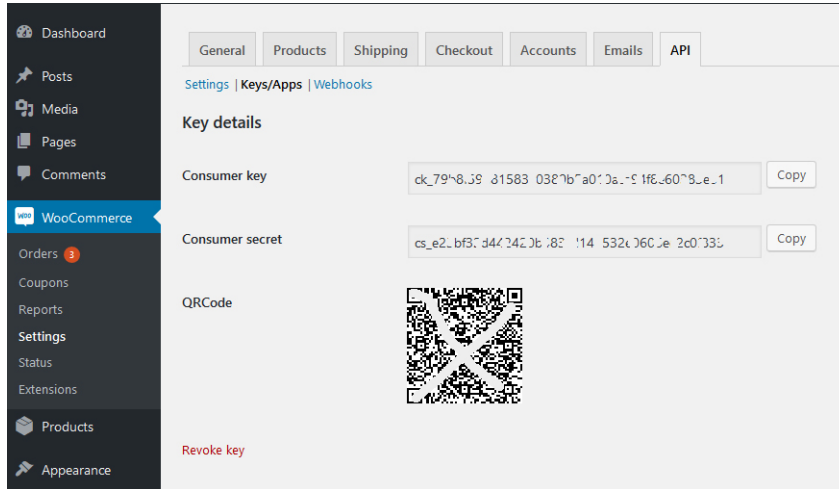 Dashboard
Posts
Media
Pages
Comments
WOO WooCommerce
Orders 3
Coupons
Reports
Settings
Status
Extensions
Products
Appearance
General Products Shipping Checkout Accounts Emails API
Settings | Keys/Apps | Webhooks
Key details
Consumer key
Copy
Consumer secret
Copy
QRCode
Revoke key